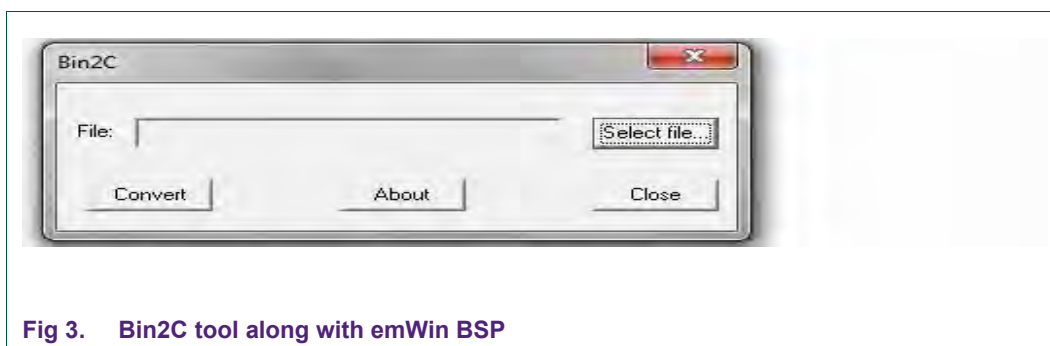 Bin2C
File: Select file...
Convert About Close
Fig 3. Bin2C tool along with emWin BSP